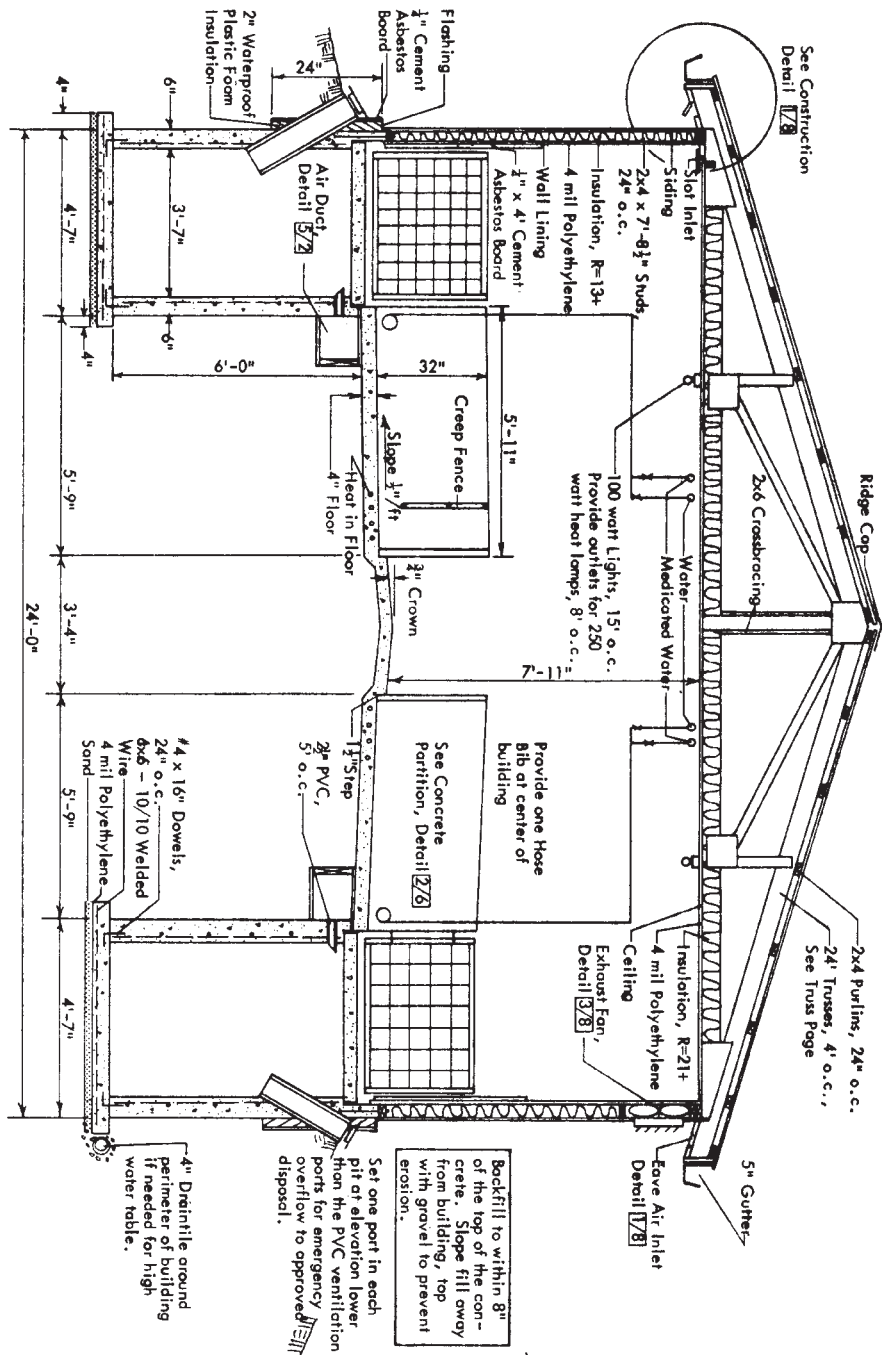 See Construction
Detail 1/8
Ridge Cap
2x4 Purlins, 24" o.c.
24' Trusses, 4' o.c.,
See Truss Page
5" Gutter
2x6 Crossbracing
Slot Inlet
Siding
2x4 x 7'-8½" Studs,
24" o.c.
Insulation, R=13+
4 mil Polyethylene
Wall Lining
½" x 4' Cement
Asbestos Board
Water
Medicated Water
100 watt Lights, 15' o.c.
Provide outlets for 250
watt heat lamps, 8' o.c.
Insulation, R=21+
4 mil Polyethylene
Ceiling
Exhaust Fan,
Detail 3/8
Eave Air Inlet
Detail 1/8
7'-11"
Provide one Hose
Bib at center of
building
Backfill to within 8"
of the top of the con-
crete. Slope fill away
from building, top
with gravel to prevent
erosion.
Flashing
¼" Cement
Asbestos
Board
24"
2" Waterproof
Plastic Foam
Insulation
5'-11"
Creep Fence
32"
Slope ½"/ft
Heat in Floor
4" Floor
¾" Crown
See Concrete
Partition, Detail 2/6
1½" Step
2½" PVC,
5' o.c.
Set one port in each
pit at elevation lower
than the PVC ventilation
ports for emergency
overflow to approved
disposal.
Air Duct,
Detail 5/2
6"
3'-7"
6"
6'-0"
4"
4'-7"
4"
5'-9"
3'-4"
5'-9"
4'-7"
24'-0"
#4 x 16" Dowels,
24" o.c.
6x6 - 10/10 Welded
Wire
4 mil Polyethylene
Sand
4" Draintile around
perimeter of building
if needed for high
water table.